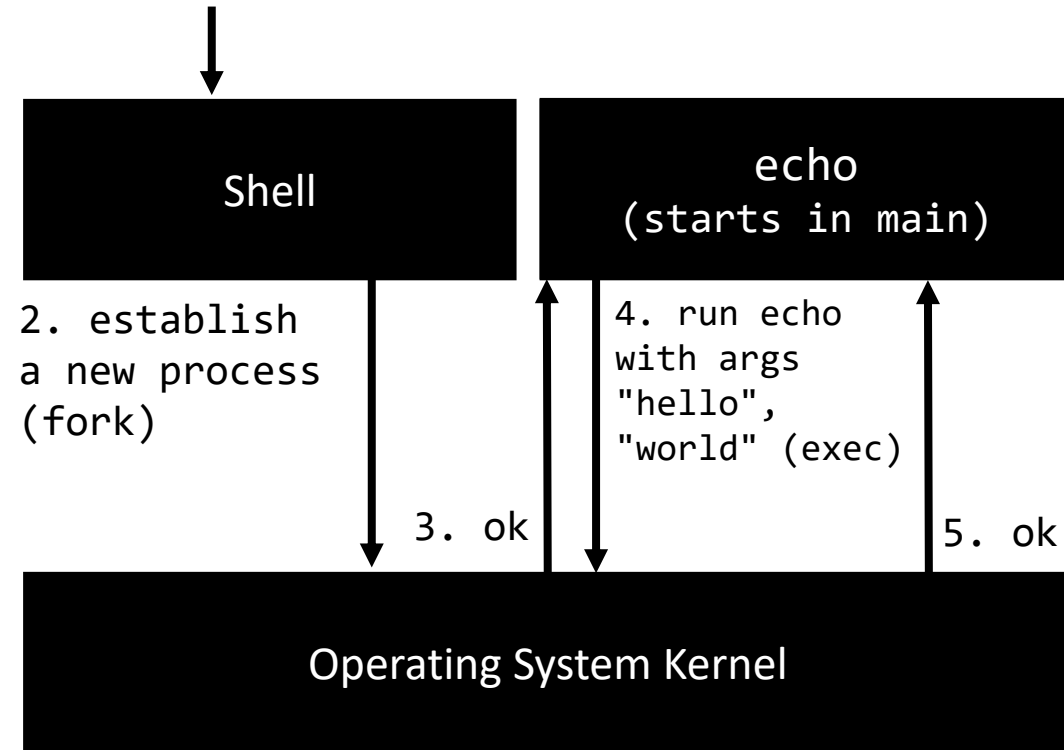 Shell
echo
(starts in main)
2. establish
a new process
(fork)
3. ok
4. run echo
with args
"hello",
"world" (exec)
5. ok
Operating System Kernel